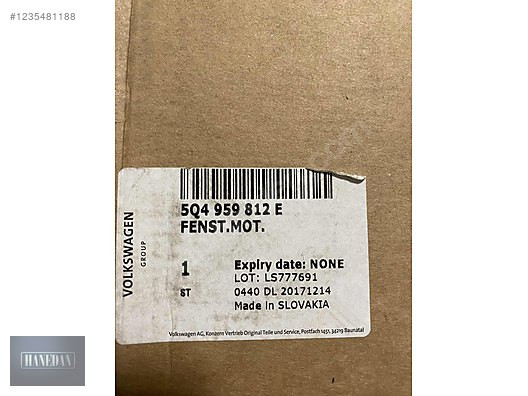 #1235481188
5Q4 959 812 E
FENST.MOT.
VOLKSWAGEN
GROUP
1
ST
Expiry date: NONE
LOT: LS777691
0440 DL 20171214
Made in SLOVAKIA
Volkswagen AG, Konzern Vertrieb Original Teile und Service, Postfach 1451, 34219 Baunatal
HANEDAN